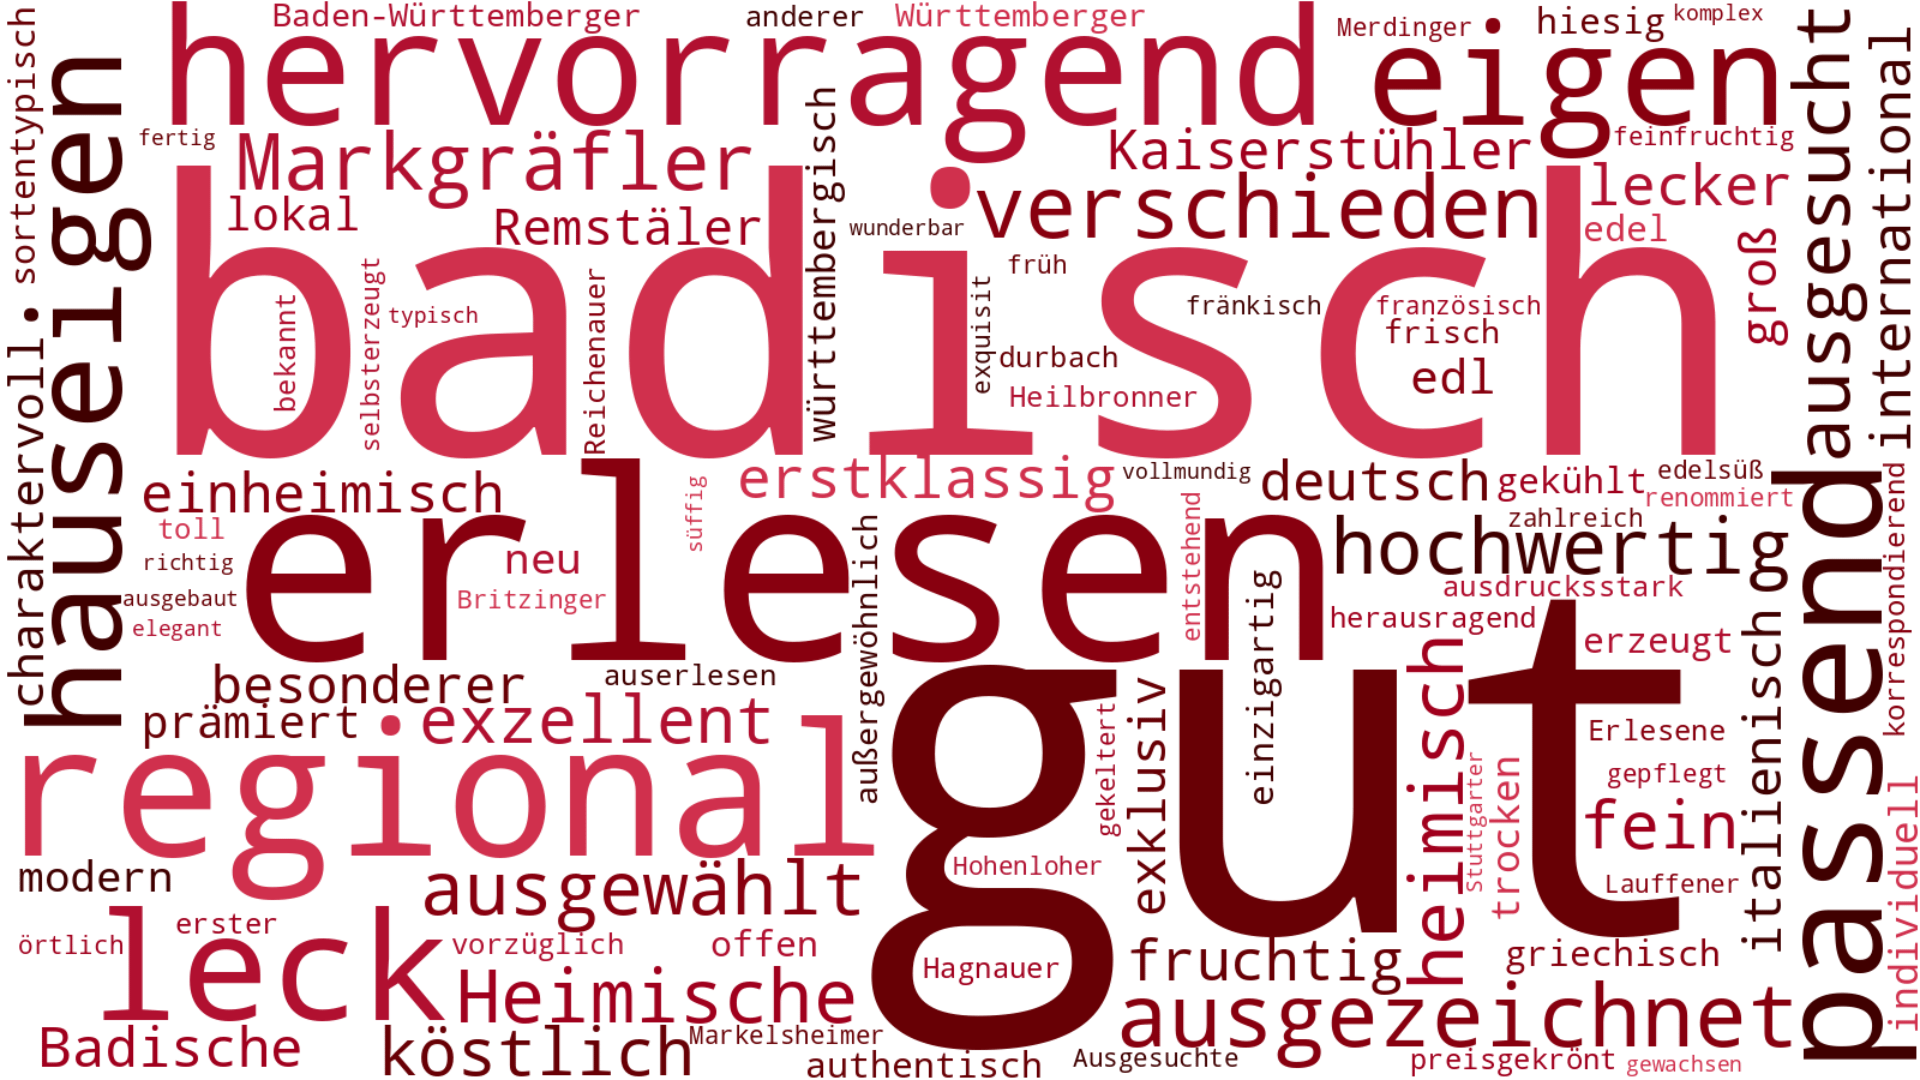 Baden-Württemberger
anderer
Württemberger
Merdinger
hiesig
komplex
sortentypisch
hauseigen
hervorragend
eigen
ausgesucht
international
fertig
Markgräfler
Kaiserstühler
feinfruchtig
lokal
Remstäler
württembergisch
wunderbar
verschieden
lecker
edel
groß
badisch
früh
bekannt
selbsterzeugt
typisch
Reichenauer
exquisit
durbach
Heilbronner
fränkisch
französisch
frisch
edl
charaktervoll
einheimisch
süffig
erstklassig
vollmundig
deutsch
gekühlt
edelsüß
renommiert
passend
korrespondierend
toll
richtig
ausgebaut
elegant
erlesen
neu
Britzinger
außergewöhnlich
entstehend
einzigartig
zahlreich
hochwertig
ausdrucksstark
herausragend
erzeugt
italienisch
besonderer
auserlesen
prämiert
exzellent
regional
gut
gekeltert
exklusiv
heimisch
Stuttgarter
trocken
Erlesene
gepflegt
fein
Lauffener
individuell
modern
ausgewählt
Hohenloher
erster
örtlich
leck
vorzüglich
offen
Hagnauer
fruchtig
griechisch
Heimische
ausgezeichnet
Badische
köstlich
Markelsheimer
authentisch
Ausgesuchte
preisgekrönt
gewachsen